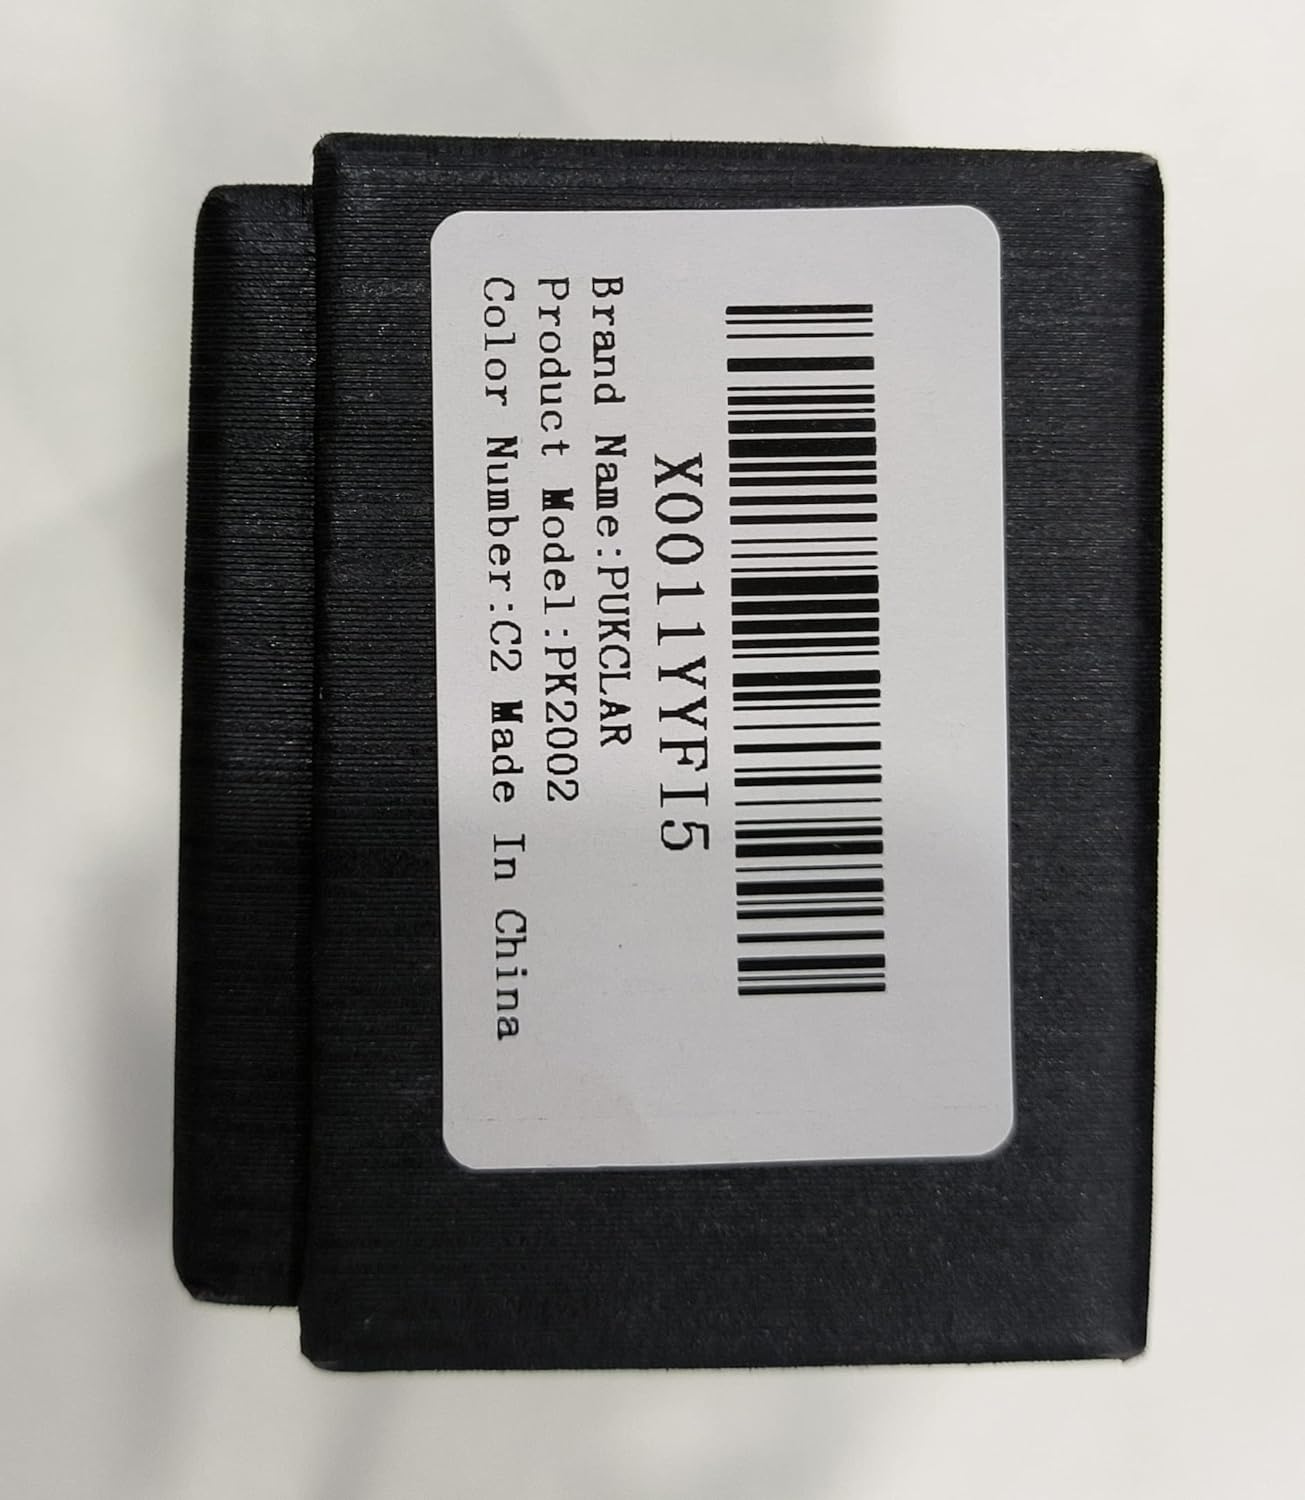 X0011YYFI5
Brand Name:PUKCLAR
Product Model:PK2002
Color Number:C2 Made In China